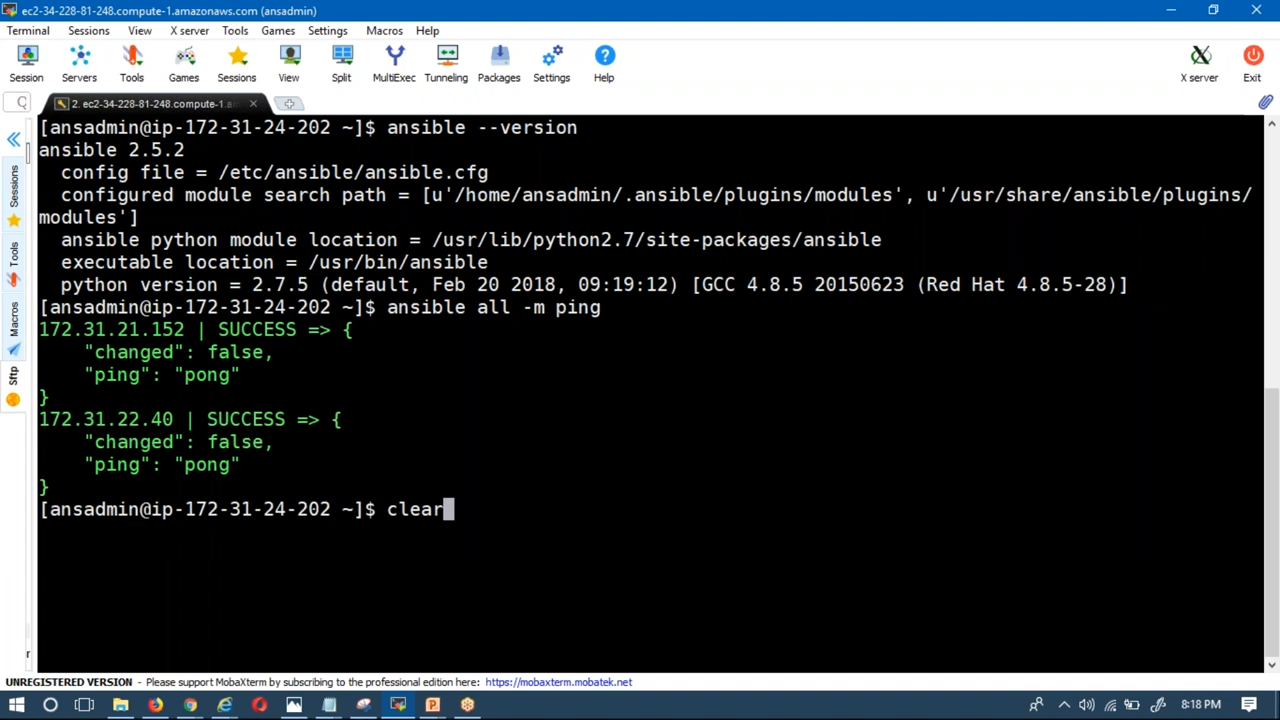 ec2-34-228-81-248.compute-1.amazonaws.com (ansadmin)
Terminal Sessions View X server Tools Games Settings Macros Help
Session Servers Tools Games Sessions View Split MultiExec Tunneling Packages Settings Help X server Exit
2. ec2-34-228-81-248.compute-1.a
[ansadmin@ip-172-31-24-202 ~]$ ansible --version
ansible 2.5.2
config file = /etc/ansible/ansible.cfg
configured module search path = [u'/home/ansadmin/.ansible/plugins/modules', u'/usr/share/ansible/plugins/
modules']
ansible python module location = /usr/lib/python2.7/site-packages/ansible
executable location = /usr/bin/ansible
python version = 2.7.5 (default, Feb 20 2018, 09:19:12) [GCC 4.8.5 20150623 (Red Hat 4.8.5-28)]
[ansadmin@ip-172-31-24-202 ~]$ ansible all -m ping
172.31.21.152 | SUCCESS => {
"changed": false,
"ping": "pong"
}
172.31.22.40 | SUCCESS => {
"changed": false,
"ping": "pong"
}
[ansadmin@ip-172-31-24-202 ~]$ clear
Sessions
Tools
Macros
Sftp
UNREGISTERED VERSION - Please support MobaXterm by subscribing to the professional edition here: https://mobaxterm.mobatek.net
8:18 PM